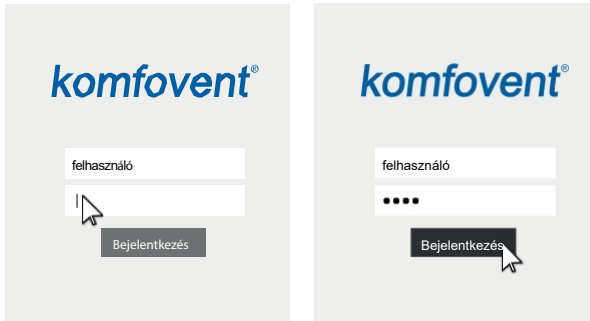 komfovent®
felhasználó
Bejelentkezés
komfovent®
felhasználó
••••
Bejelentkezés